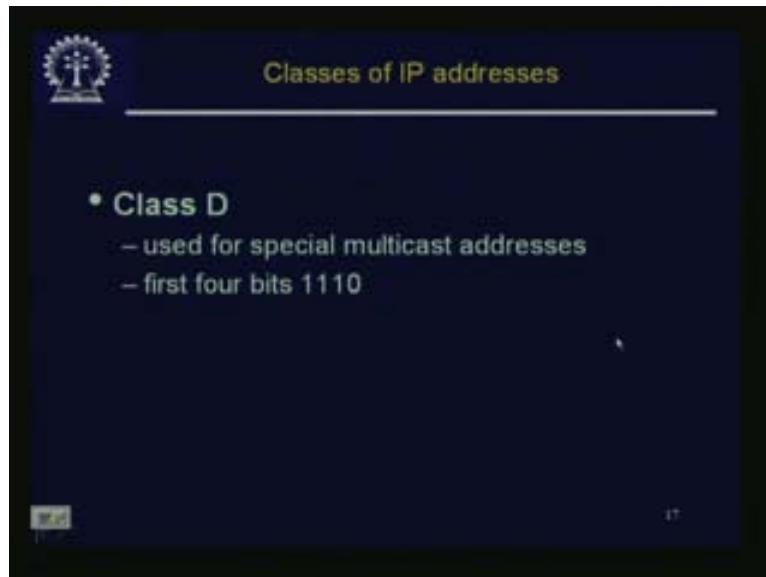 Classes of IP addresses
• Class D
– used for special multicast addresses
– first four bits 1110
17